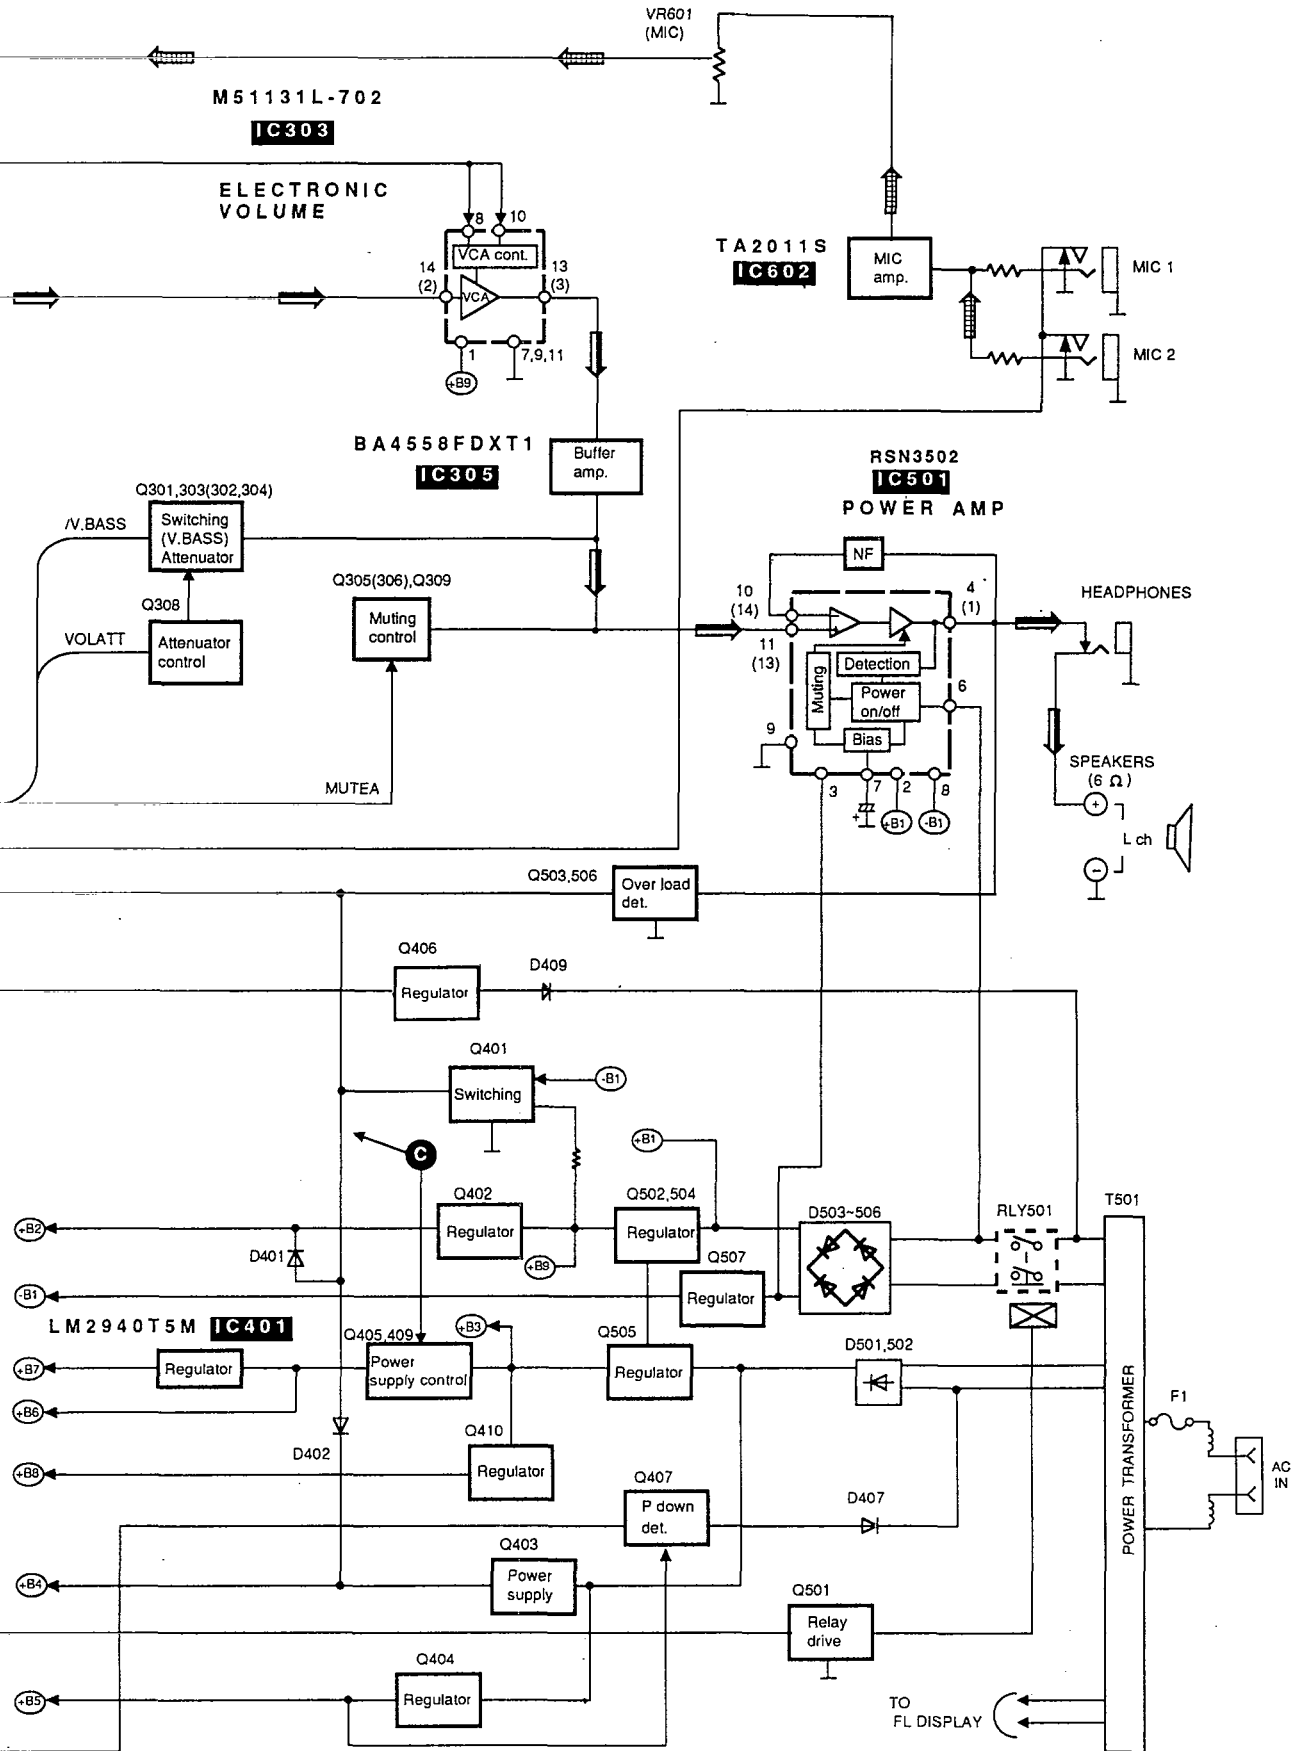 VR601
(MIC)
M51131L-702
IC303
ELECTRONIC
VOLUME
8
10
VCA cont.
14
(2)
VCA
13
(3)
1
7,9,11
+B9
TA2011S
IC602
MIC
amp.
MIC 1
MIC 2
BA4558FDXT1
IC305
Buffer
amp.
RSN3502
IC501
POWER AMP
Q301,303(302,304)
/V.BASS
Switching
(V.BASS)
Attenuator
Q308
VOLATT
Attenuator
control
Q305(306),Q309
Muting
control
MUTEA
NF
10
(14)
11
(13)
4
(1)
-
+
Detection
Muting
Power
on/off
Bias
6
9
3
7
2
8
+
+B1
-B1
HEADPHONES
SPEAKERS
(6 Ω)
+
L ch
-
Q503,506
Over load
det.
Q406
Regulator
D409
Q401
Switching
-B1
C
+B1
Q402
Regulator
Q502,504
Regulator
D503~506
RLY501
T501
+B2
D401
+B9
Q507
Regulator
-B1
LM2940T5M
IC401
Q405,409
Power
supply control
+B3
Q505
Regulator
D501,502
+B7
Regulator
+B6
D402
Q410
Regulator
+B8
Q407
P down
det.
D407
POWER TRANSFORMER
F1
AC
IN
Q403
Power
supply
+B4
Q501
Relay
drive
Q404
Regulator
+B5
TO
FL DISPLAY